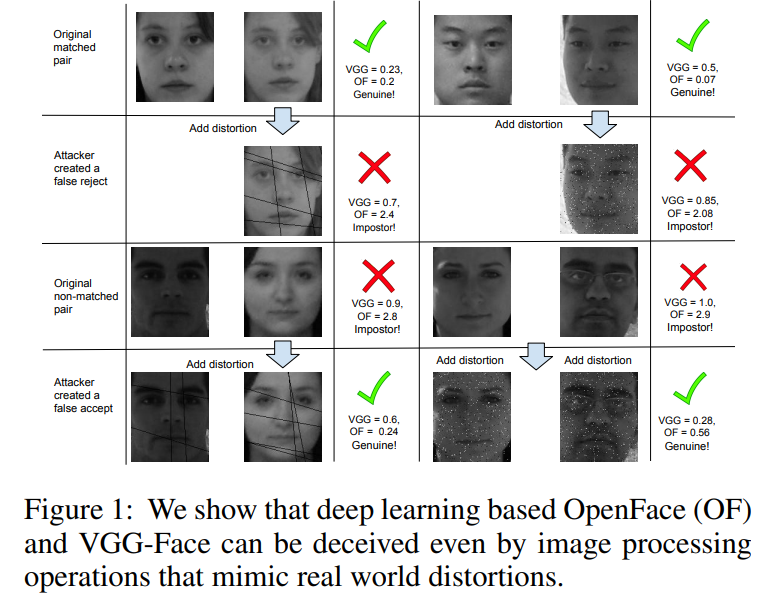 Original
matched
pair
VGG = 0.23,
OF = 0.2
Genuine!
VGG = 0.5,
OF = 0.07
Genuine!
Add distortion
Add distortion
Attacker
created a
false reject
VGG = 0.7,
OF = 2.4
Impostor!
VGG = 0.85,
OF = 2.08
Impostor!
Original
non-matched
pair
VGG = 0.9,
OF = 2.8
Impostor!
VGG = 1.0,
OF = 2.9
Impostor!
Add distortion
Add distortion
Add distortion
Attacker
created a
false accept
VGG = 0.6,
OF = 0.24
Genuine!
VGG = 0.28,
OF = 0.56
Genuine!
Figure 1: We show that deep learning based OpenFace (OF)
and VGG-Face can be deceived even by image processing
operations that mimic real world distortions.